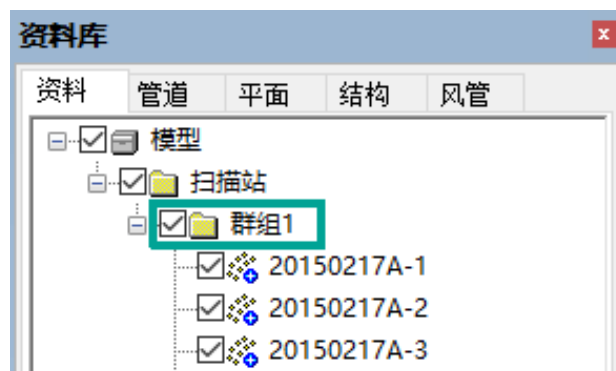 资料库
资料 管道 平面 结构 风管
模型
扫描站
群组1
20150217A-1
20150217A-2
20150217A-3